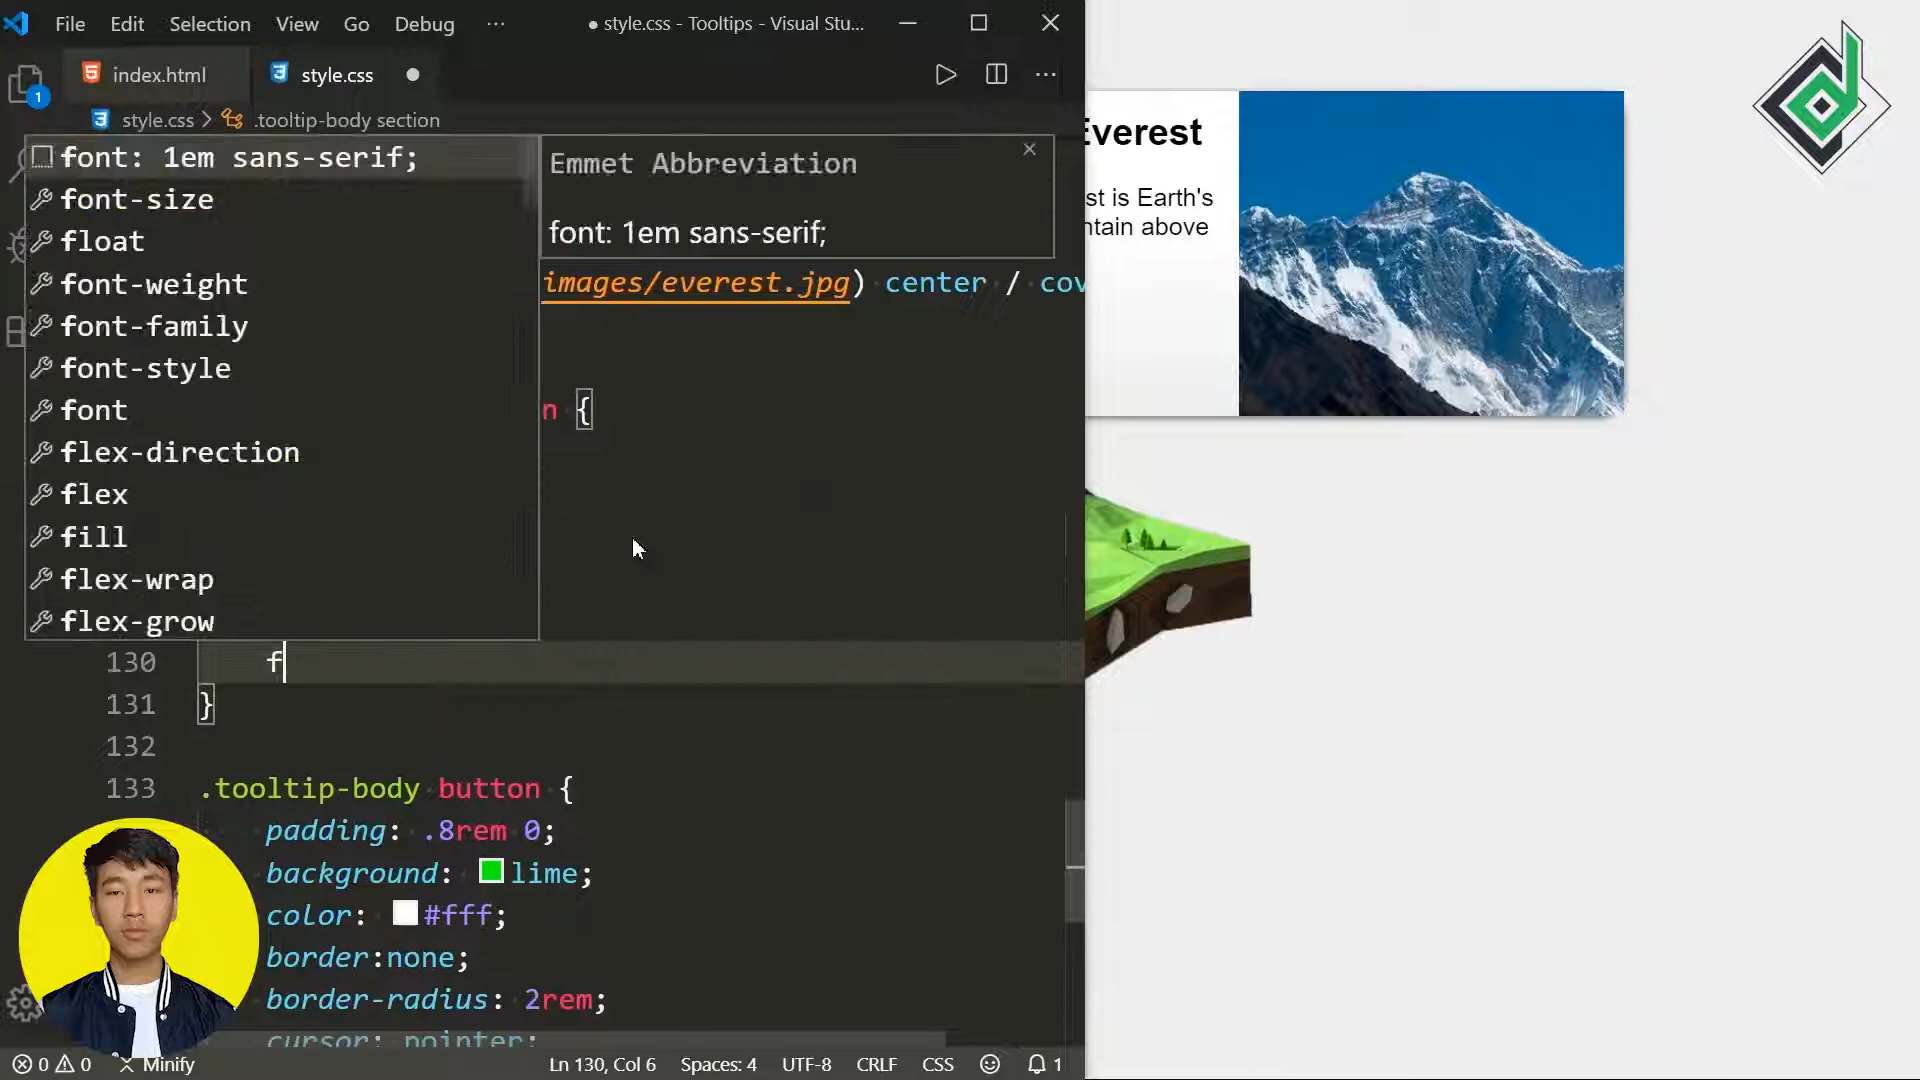 File Edit Selection View Go Debug ··· ● style.css - Tooltips - Visual Stu...
index.html style.css
style.css > .tooltip-body section
1
font: 1em sans-serif;
font-size
float
font-weight
font-family
font-style
font
flex-direction
flex
fill
flex-wrap
flex-grow
Emmet Abbreviation
font: 1em sans-serif;
images/everest.jpg) center / cov
n {
130 f
131 }
132
133 .tooltip-body button {
padding: .8rem 0;
background: lime;
color: #fff;
border:none;
border-radius: 2rem;
cursor: pointer;
0 0 Minify Ln 130, Col 6 Spaces: 4 UTF-8 CRLF CSS 1
Everest
st is Earth's
ntain above